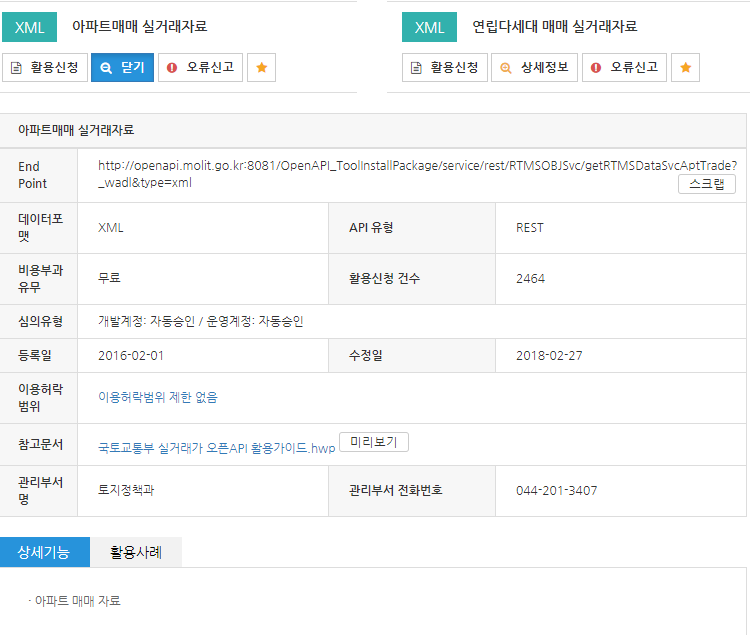 XML 아파트매매 실거래자료
XML 연립다세대 매매 실거래자료
활용신청 닫기 오류신고
활용신청 상세정보 오류신고
아파트매매 실거래자료
End
Point
http://openapi.molit.go.kr:8081/OpenAPI_ToolInstallPackage/service/rest/RTMSOBJSvc/getRTMSDataSvcAptTrade?
_wadl&type=xml
스크랩
데이터포
맷
XML
API 유형
REST
비용부과
유무
무료
활용신청 건수
2464
심의유형
개발계정: 자동승인 / 운영계정: 자동승인
등록일
2016-02-01
수정일
2018-02-27
이용허락
범위
이용허락범위 제한 없음
참고문서
국토교통부 실거래가 오픈API 활용가이드.hwp 미리보기
관리부서
명
토지정책과
관리부서 전화번호
044-201-3407
상세기능 활용사례
· 아파트 매매 자료